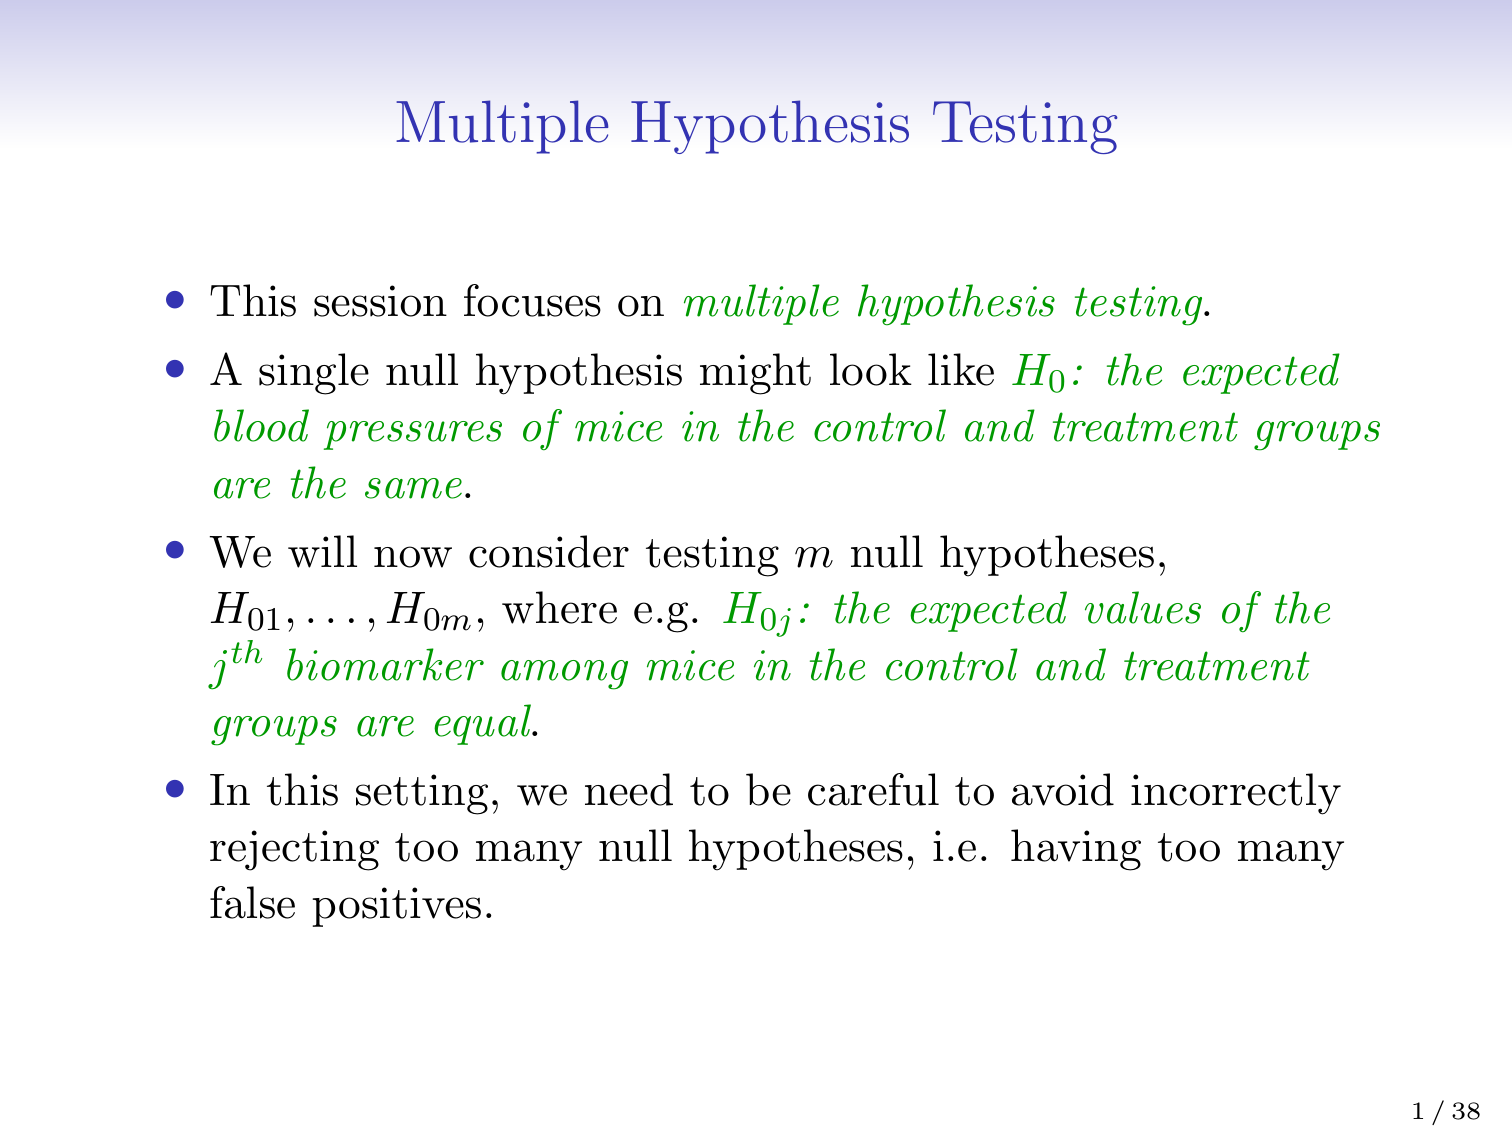 Multiple Hypothesis Testing
• This session focuses on multiple hypothesis testing.
• A single null hypothesis might look like H₀: the expected
blood pressures of mice in the control and treatment groups
are the same.
• We will now consider testing m null hypotheses,
H₀₁, . . . , H₀ₘ, where e.g. H₀ⱼ: the expected values of the
jᵗʰ biomarker among mice in the control and treatment
groups are equal.
• In this setting, we need to be careful to avoid incorrectly
rejecting too many null hypotheses, i.e. having too many
false positives.
1 / 38